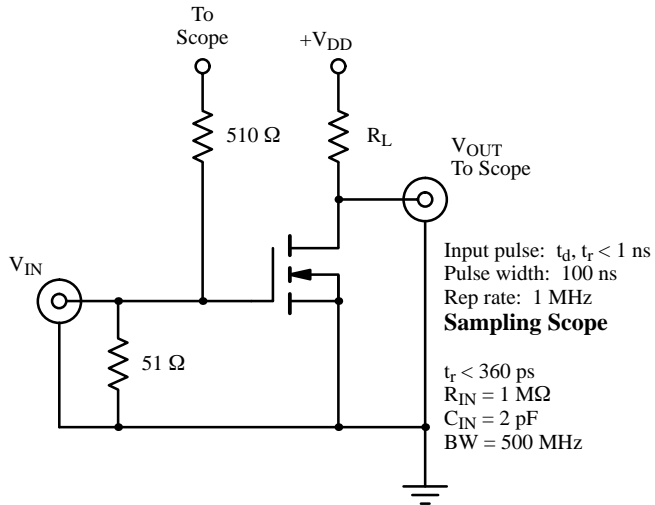 To
Scope
+V_DD
510 Ω
R_L
V_OUT
To Scope
V_IN
51 Ω
Input pulse: t_d, t_r < 1 ns
Pulse width: 100 ns
Rep rate: 1 MHz
Sampling Scope
t_r < 360 ps
R_IN = 1 MΩ
C_IN = 2 pF
BW = 500 MHz